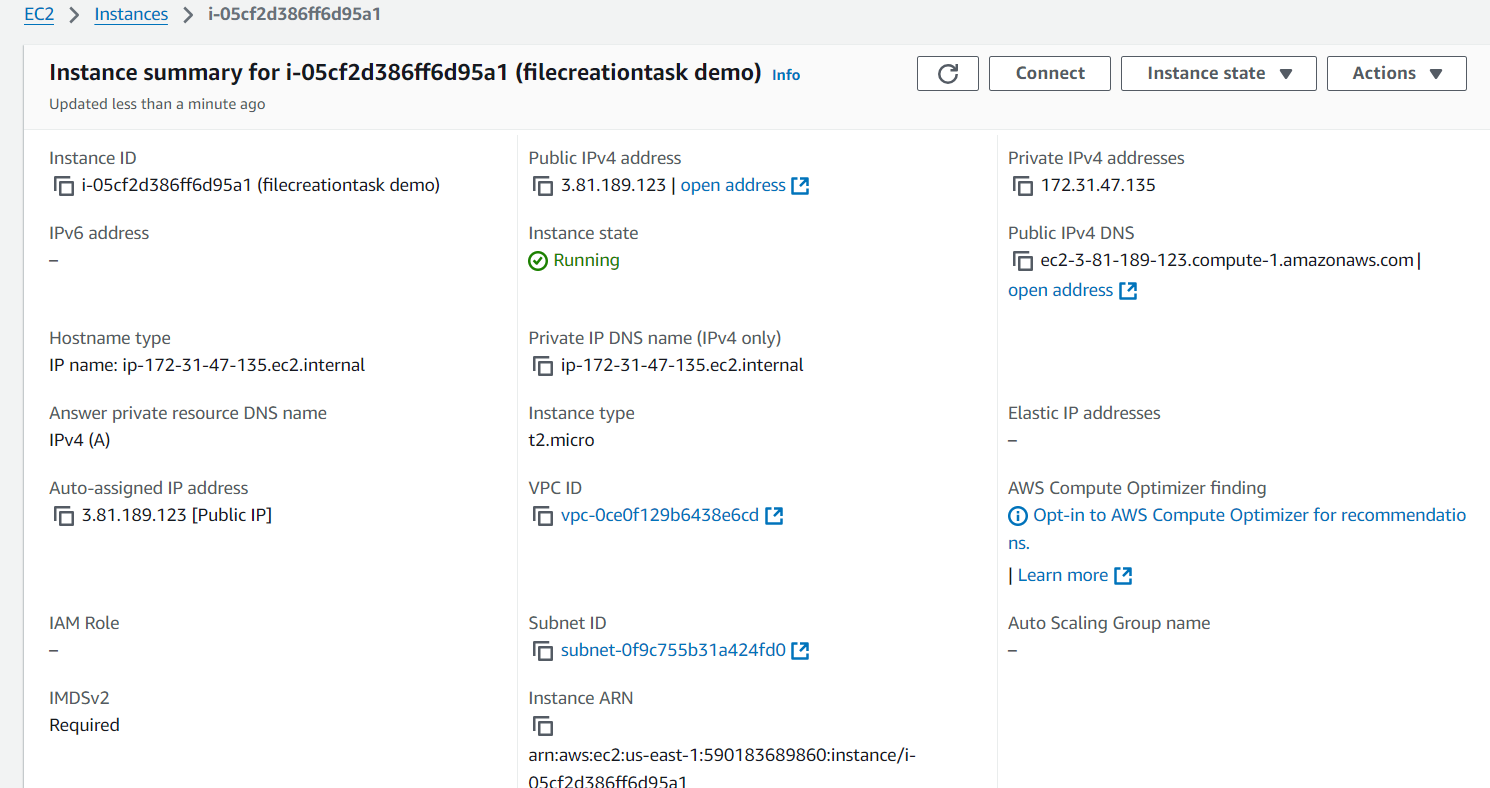 EC2 > Instances > i-05cf2d386ff6d95a1
Instance summary for i-05cf2d386ff6d95a1 (filecreationtask demo) Info
Updated less than a minute ago
Connect
Instance state
Actions
Instance ID
i-05cf2d386ff6d95a1 (filecreationtask demo)
Public IPv4 address
3.81.189.123 | open address
Private IPv4 addresses
172.31.47.135
IPv6 address
–
Instance state
Running
Public IPv4 DNS
ec2-3-81-189-123.compute-1.amazonaws.com |
open address
Hostname type
IP name: ip-172-31-47-135.ec2.internal
Private IP DNS name (IPv4 only)
ip-172-31-47-135.ec2.internal
Answer private resource DNS name
IPv4 (A)
Instance type
t2.micro
Elastic IP addresses
–
Auto-assigned IP address
3.81.189.123 [Public IP]
VPC ID
vpc-0ce0f129b6438e6cd
AWS Compute Optimizer finding
Opt-in to AWS Compute Optimizer for recommendatio
ns.
| Learn more
IAM Role
–
Subnet ID
subnet-0f9c755b31a424fd0
Auto Scaling Group name
–
IMDSv2
Required
Instance ARN
arn:aws:ec2:us-east-1:590183689860:instance/i-
05cf2d386ff6d95a1